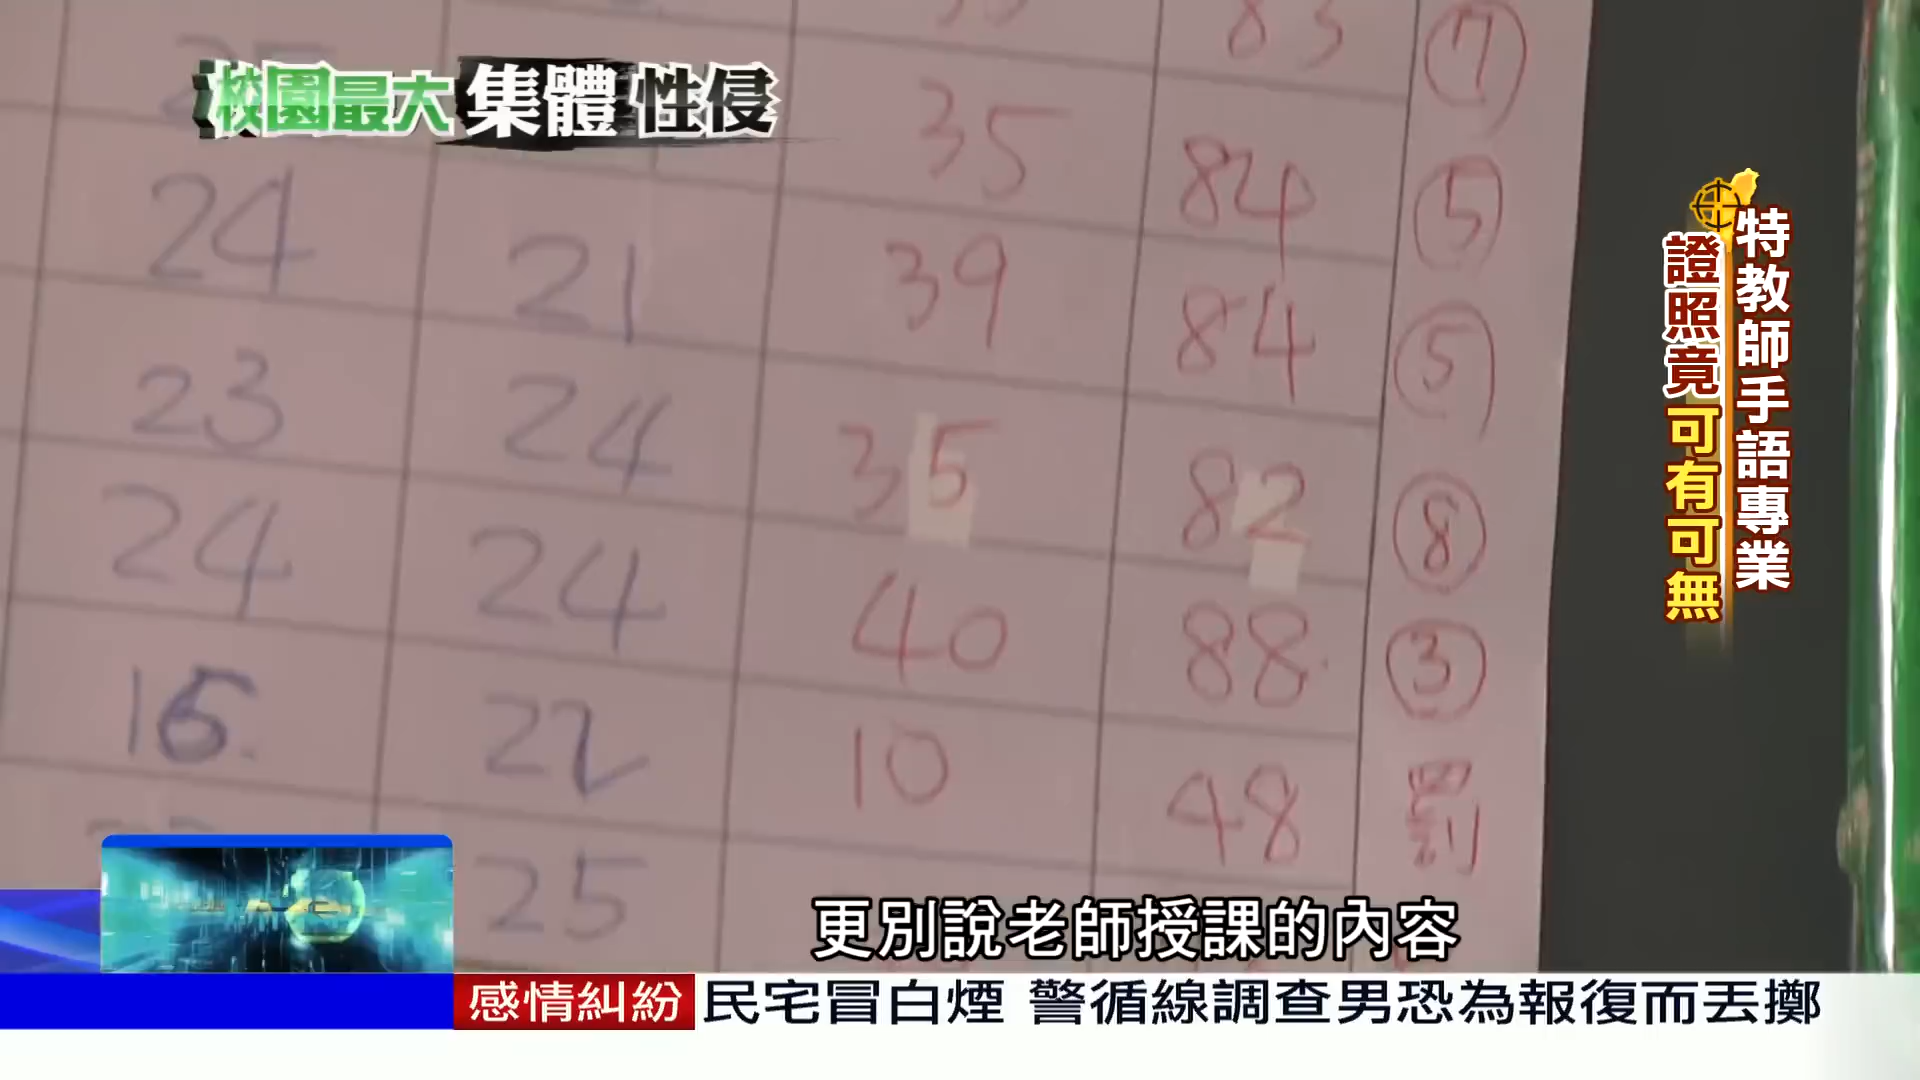 校園最大集體性侵
特教師手語專業
證照竟可有可無
83 ⑦
35 84 ⑤
24 21 39 84 ⑤
23 24 35 82 ⑧
24 24 40 88 ③
22 10 48 罰
25
更別說老師授課的內容
感情糾紛 民宅冒白煙 警循線調查男恐為報復而丟擲